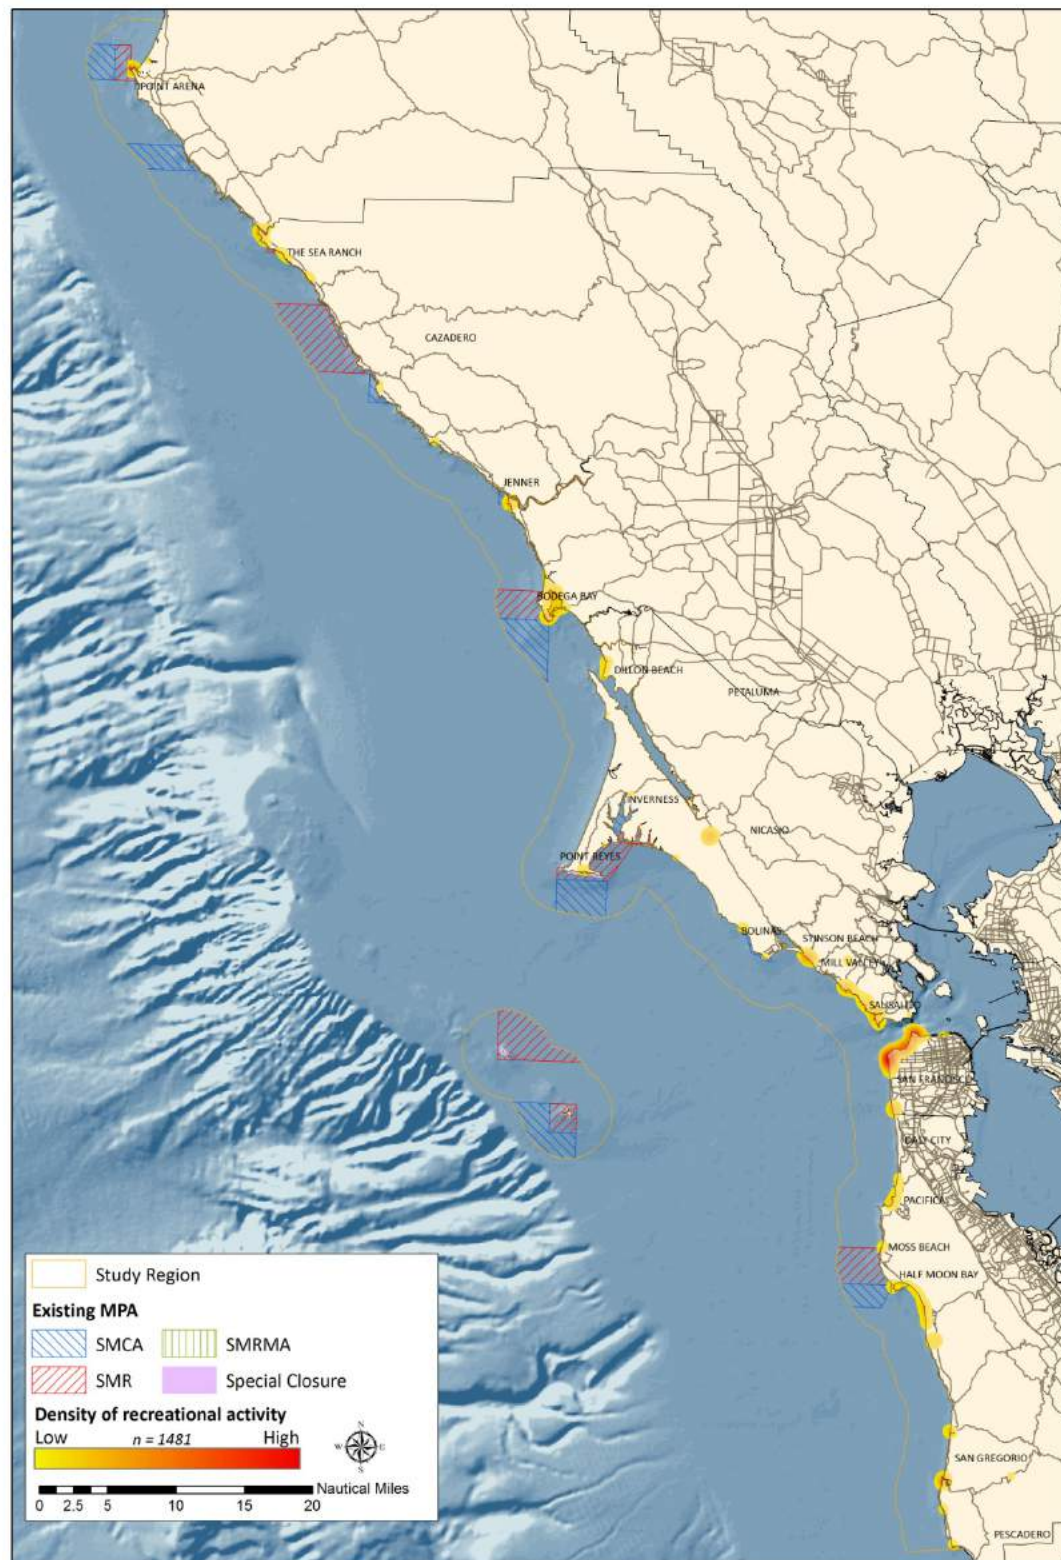 POINT ARENA
THE SEA RANCH
CAZADERO
JENNER
BODEGA BAY
DILLON BEACH
PETALUMA
INVERNESS
NICASIO
POINT REYES
BOLINAS
STINSON BEACH
MILL VALLEY
SAUSALITO
SAN FRANCISCO
DALY CITY
PACIFICA
MOSS BEACH
HALF MOON BAY
SAN GREGORIO
PESCADERO
Study Region
Existing MPA
SMCA SMRMA
SMR Special Closure
Density of recreational activity
Low n = 1481 High
N
W E
S
Nautical Miles
0 2.5 5 10 15 20